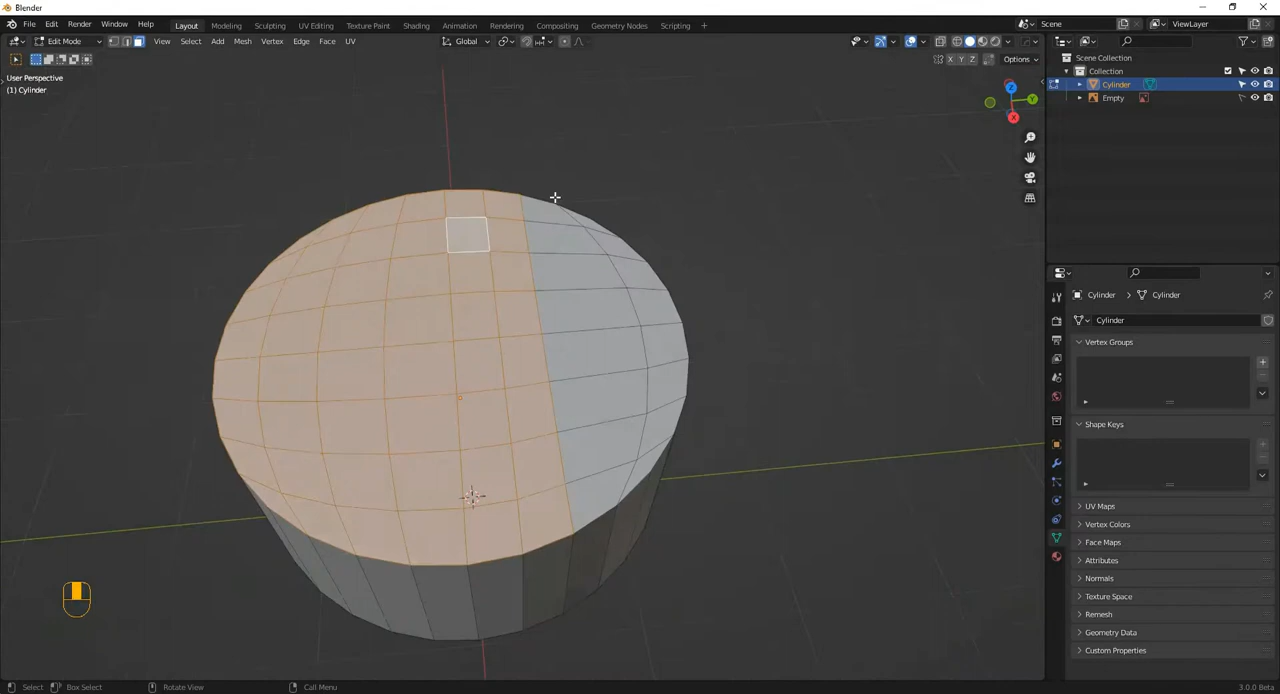 Blender
File Edit Render Window Help Layout Modeling Sculpting UV Editing Texture Paint Shading Animation Rendering Compositing Geometry Nodes Scripting + Scene ViewLayer
Edit Mode View Select Add Mesh Vertex Edge Face UV Global
X Y Z Options
User Perspective
(1) Cylinder
Z
Y
X
Scene Collection
Collection
Cylinder
Empty
Cylinder Cylinder
Cylinder
Vertex Groups
Shape Keys
UV Maps
Vertex Colors
Face Maps
Attributes
Normals
Texture Space
Remesh
Geometry Data
Custom Properties
Select Box Select Rotate View Call Menu 3.0.0 Beta